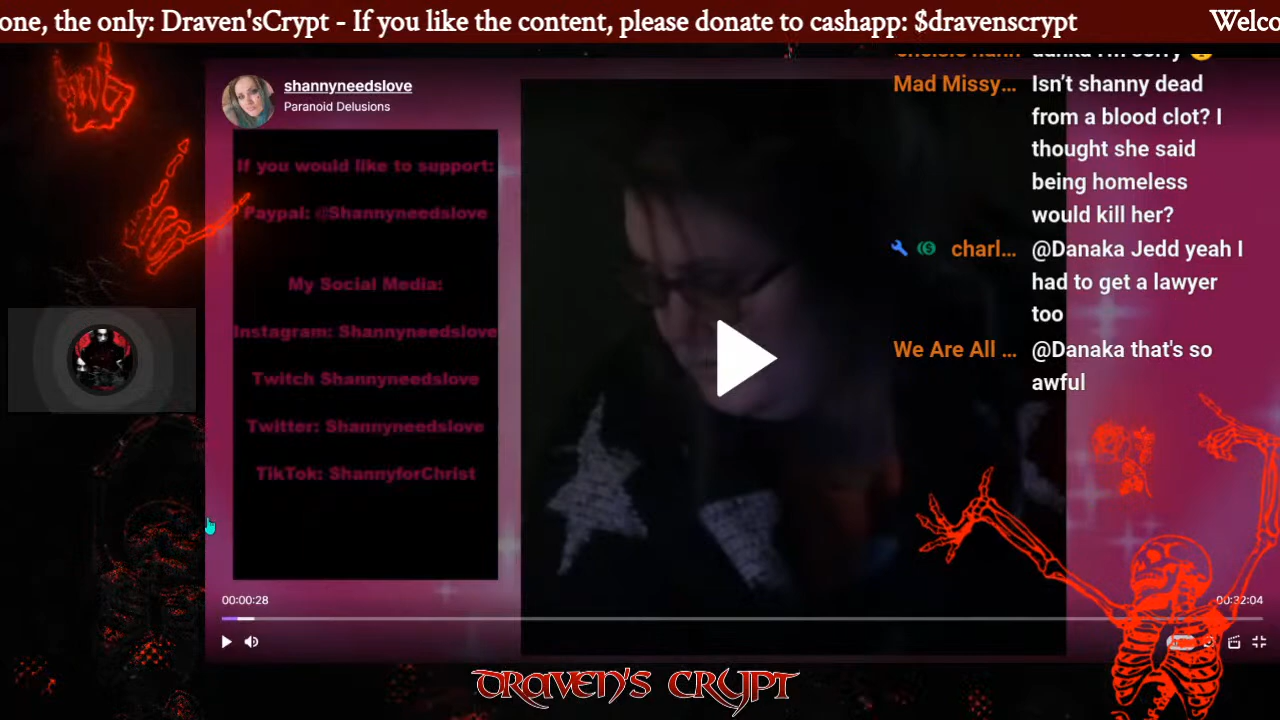 one, the only: Draven'sCrypt - If you like the content, please donate to cashapp: $dravenscrypt Welco
shannyneedslove
Paranoid Delusions
If you would like to support:
Paypal: @Shannyneedslove
My Social Media:
Instagram: Shannyneedslove
Twitch Shannyneedslove
Twitter: Shannyneedslove
TikTok: ShannyforChrist
Mad Missy… Isn’t shanny dead
from a blood clot? I
thought she said
being homeless
would kill her?
charl… @Danaka Jedd yeah I
had to get a lawyer
too
We Are All … @Danaka that's so
awful
00:00:28
00:32:04
DRAVEN'S CRYPT